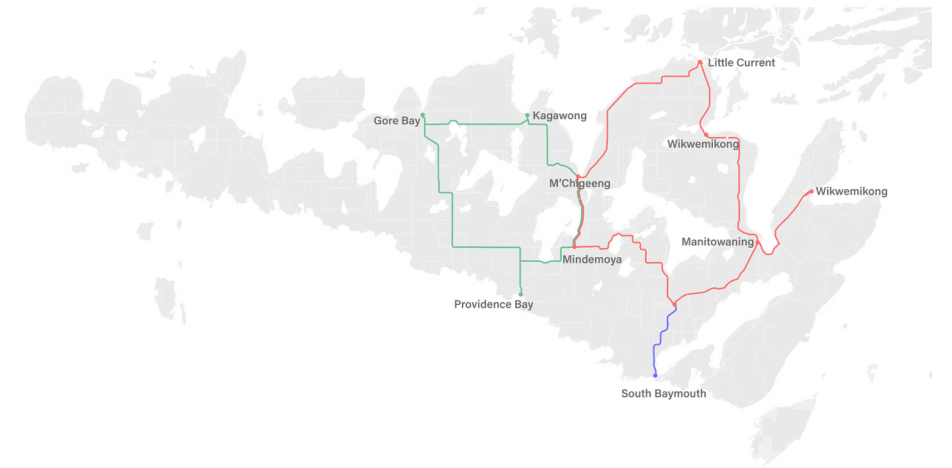 Little Current
Gore Bay
Kagawong
Wikwemikong
M'Chigeeng
Wikwemikong
Manitowaning
Mindemoya
Providence Bay
South Baymouth